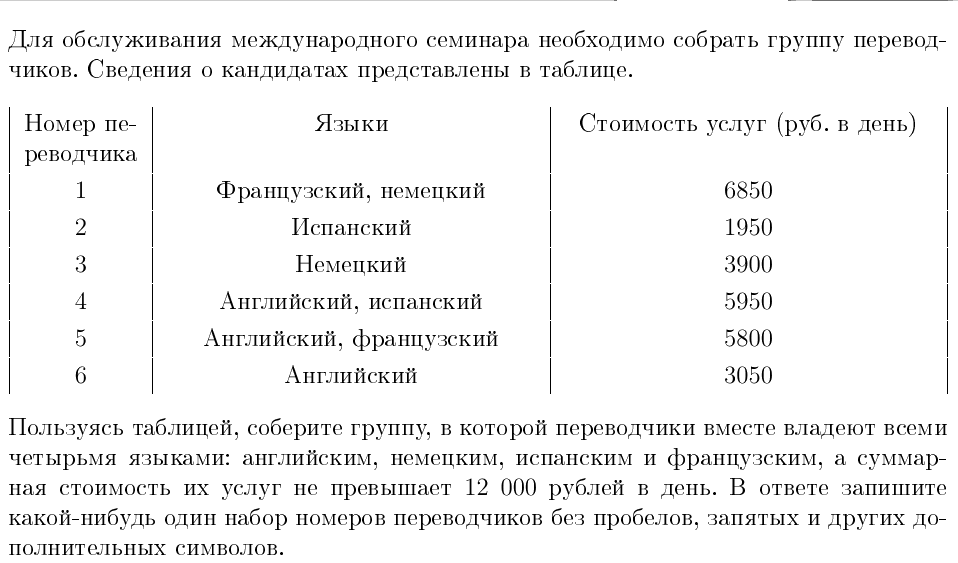 Для обслуживания международного семинара необходимо собрать группу перевод-
чиков. Сведения о кандидатах представлены в таблице.
Номер пе- Языки Стоимость услуг (руб. в день)
реводчика
1 Французский, немецкий 6850
2 Испанский 1950
3 Немецкий 3900
4 Английский, испанский 5950
5 Английский, французский 5800
6 Английский 3050
Пользуясь таблицей, соберите группу, в которой переводчики вместе владеют всеми
четырьмя языками: английским, немецким, испанским и французским, а суммар-
ная стоимость их услуг не превышает 12 000 рублей в день. В ответе запишите
какой-нибудь один набор номеров переводчиков без пробелов, запятых и других до-
полнительных символов.